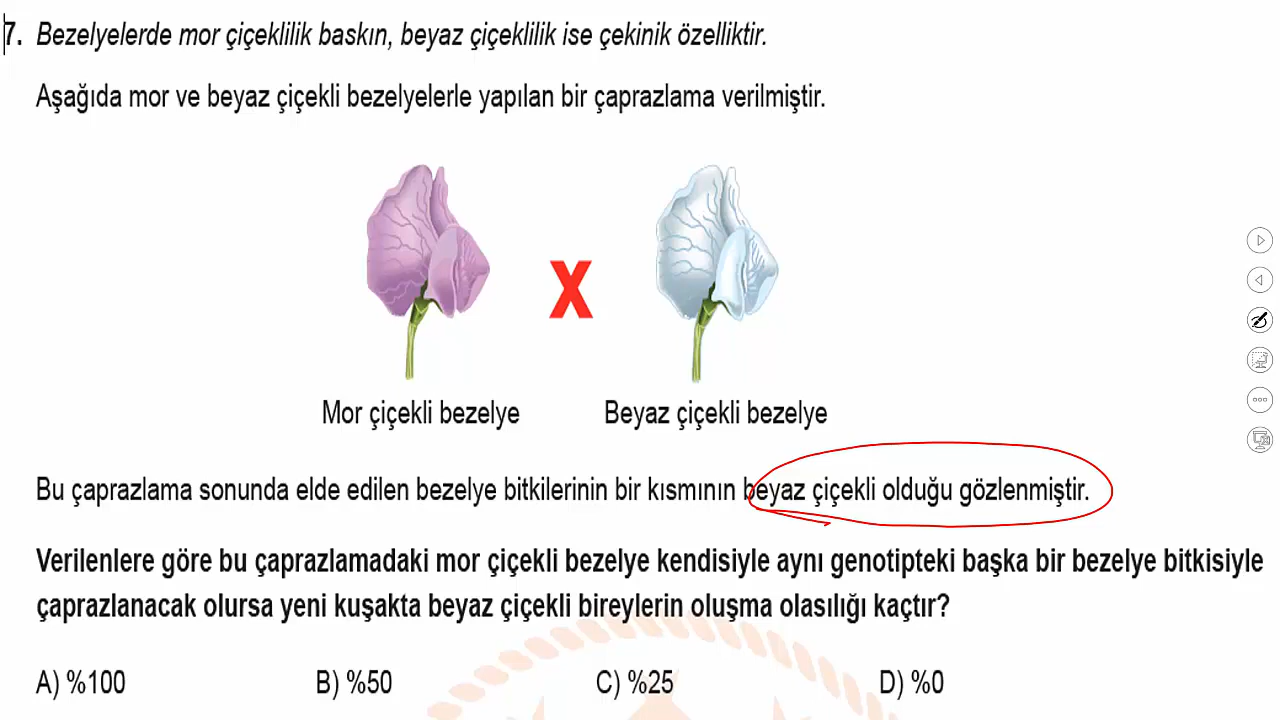 7. Bezelyelerde mor çiçeklilik baskın, beyaz çiçeklilik ise çekinik özelliktir.
Aşağıda mor ve beyaz çiçekli bezelyelerle yapılan bir çaprazlama verilmiştir.
X
Mor çiçekli bezelye Beyaz çiçekli bezelye
Bu çaprazlama sonunda elde edilen bezelye bitkilerinin bir kısmının beyaz çiçekli olduğu gözlenmiştir.
Verilenlere göre bu çaprazlamadaki mor çiçekli bezelye kendisiyle aynı genotipteki başka bir bezelye bitkisiyle
çaprazlanacak olursa yeni kuşakta beyaz çiçekli bireylerin oluşma olasılığı kaçtır?
A) %100 B) %50 C) %25 D) %0